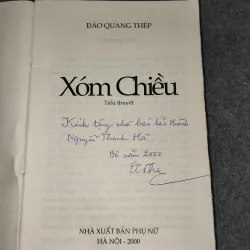 ĐÀO QUANG THÉP
Xóm Chiều
Tiểu thuyết
Kính tặng nhà báo lão thành
Nguyễn Thanh Hà
Hè năm 2000
NHÀ XUẤT BẢN PHỤ NỮ
HÀ NỘI - 2000